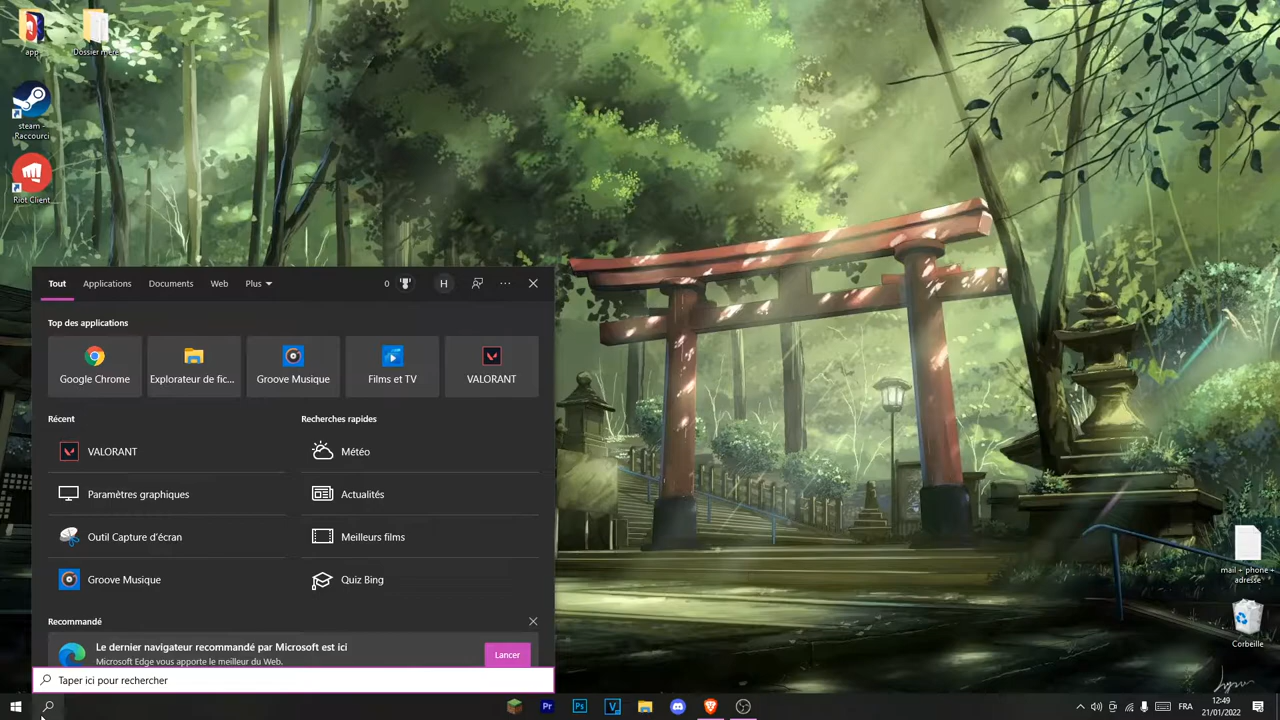 app
Dossier mère
steam -
Raccourci
Riot Client
Tout
Applications
Documents
Web
Plus
0
H
Top des applications
Google Chrome
Explorateur de fic...
Groove Musique
Films et TV
VALORANT
Récent
Recherches rapides
VALORANT
Météo
Paramètres graphiques
Actualités
Outil Capture d'écran
Meilleurs films
Groove Musique
Quiz Bing
Recommandé
Le dernier navigateur recommandé par Microsoft est ici
Microsoft Edge vous apporte le meilleur du Web.
Lancer
Taper ici pour rechercher
mail + phone +
adresse
Corbeille
Pr
Ps
V
FRA
12:49
21/01/2022